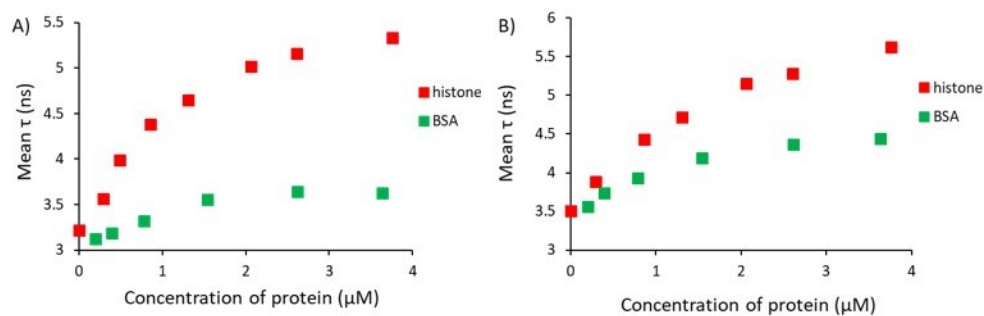 A)
5.5
5
4.5
4
3.5
3
Mean τ (ns)
0 1 2 3 4
Concentration of protein (μM)
histone
BSA
B)
6
5.5
5
4.5
4
3.5
3
Mean τ (ns)
0 1 2 3 4
Concentration of protein (μM)
histone
BSA